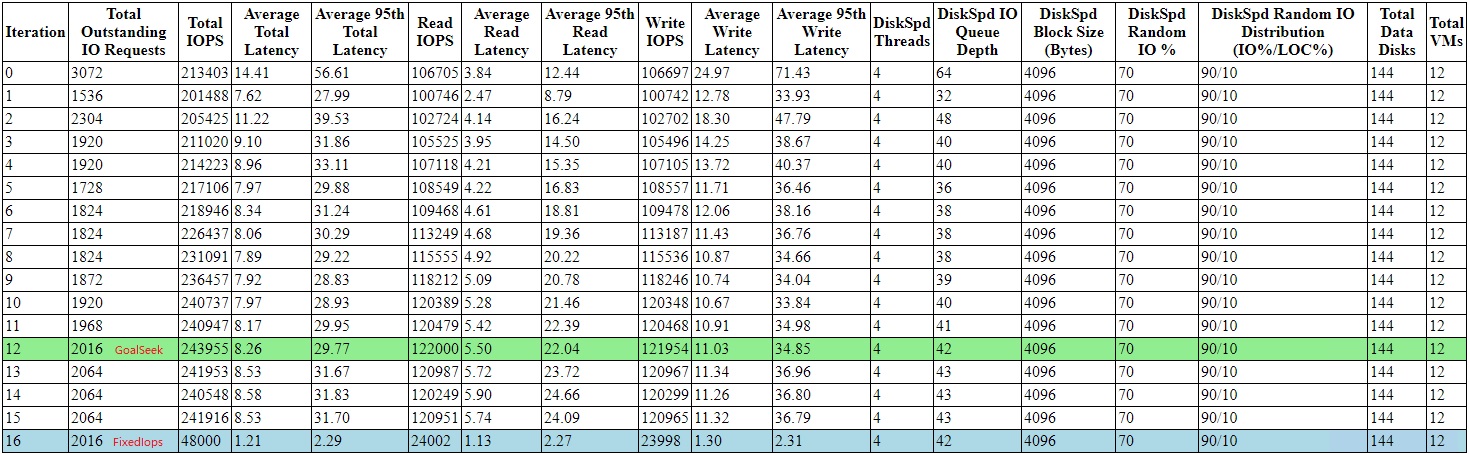 Iteration Total Outstanding IO Requests Total IOPS Average Total Latency Average 95th Total Latency Read IOPS Average Read Latency Average 95th Read Latency Write IOPS Average Write Latency Average 95th Write Latency DiskSpd Threads DiskSpd IO Queue Depth DiskSpd Block Size (Bytes) DiskSpd Random IO % DiskSpd Random IO Distribution (IO%/LOC%) Total Data Disks Total VMs
0 3072 213403 14.41 56.61 106705 3.84 12.44 106697 24.97 71.43 4 64 4096 70 90/10 144 12
1 1536 201488 7.62 27.99 100746 2.47 8.79 100742 12.78 33.93 4 32 4096 70 90/10 144 12
2 2304 205425 11.22 39.53 102724 4.14 16.24 102702 18.30 47.79 4 48 4096 70 90/10 144 12
3 1920 211020 9.10 31.86 105525 3.95 14.50 105496 14.25 38.67 4 40 4096 70 90/10 144 12
4 1920 214223 8.96 33.11 107118 4.21 15.35 107105 13.72 40.37 4 40 4096 70 90/10 144 12
5 1728 217106 7.97 29.88 108549 4.22 16.83 108557 11.71 36.46 4 36 4096 70 90/10 144 12
6 1824 218946 8.34 31.24 109468 4.61 18.81 109478 12.06 38.16 4 38 4096 70 90/10 144 12
7 1824 226437 8.06 30.29 113249 4.68 19.36 113187 11.43 36.76 4 38 4096 70 90/10 144 12
8 1824 231091 7.89 29.22 115555 4.92 20.22 115536 10.87 34.66 4 38 4096 70 90/10 144 12
9 1872 236457 7.92 28.83 118212 5.09 20.78 118246 10.74 34.04 4 39 4096 70 90/10 144 12
10 1920 240737 7.97 28.93 120389 5.28 21.46 120348 10.67 33.84 4 40 4096 70 90/10 144 12
11 1968 240947 8.17 29.95 120479 5.42 22.39 120468 10.91 34.98 4 41 4096 70 90/10 144 12
12 2016 GoalSeek 243955 8.26 29.77 122000 5.50 22.04 121954 11.03 34.85 4 42 4096 70 90/10 144 12
13 2064 241953 8.53 31.67 120987 5.72 23.72 120967 11.34 36.96 4 43 4096 70 90/10 144 12
14 2064 240548 8.58 31.83 120249 5.90 24.66 120299 11.26 36.80 4 43 4096 70 90/10 144 12
15 2064 241916 8.53 31.70 120951 5.74 24.09 120965 11.32 36.79 4 43 4096 70 90/10 144 12
16 2016 FixedIops 48000 1.21 2.29 24002 1.13 2.27 23998 1.30 2.31 4 42 4096 70 90/10 144 12